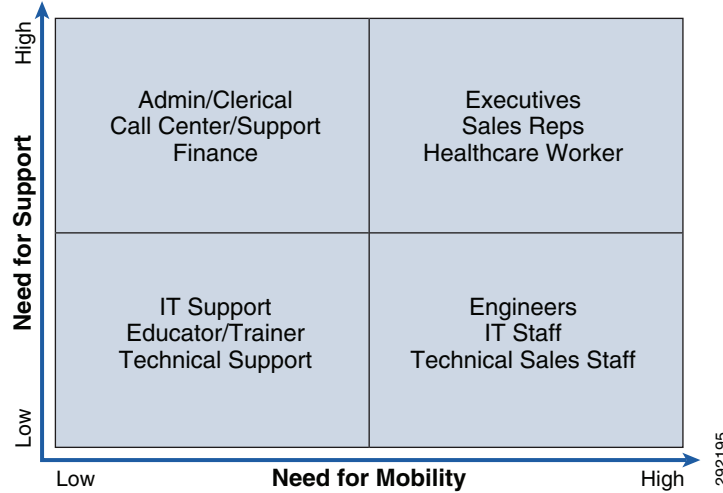 High
Need for Support
Low
Admin/Clerical
Call Center/Support
Finance
Executives
Sales Reps
Healthcare Worker
IT Support
Educator/Trainer
Technical Support
Engineers
IT Staff
Technical Sales Staff
Low
Need for Mobility
High
292195